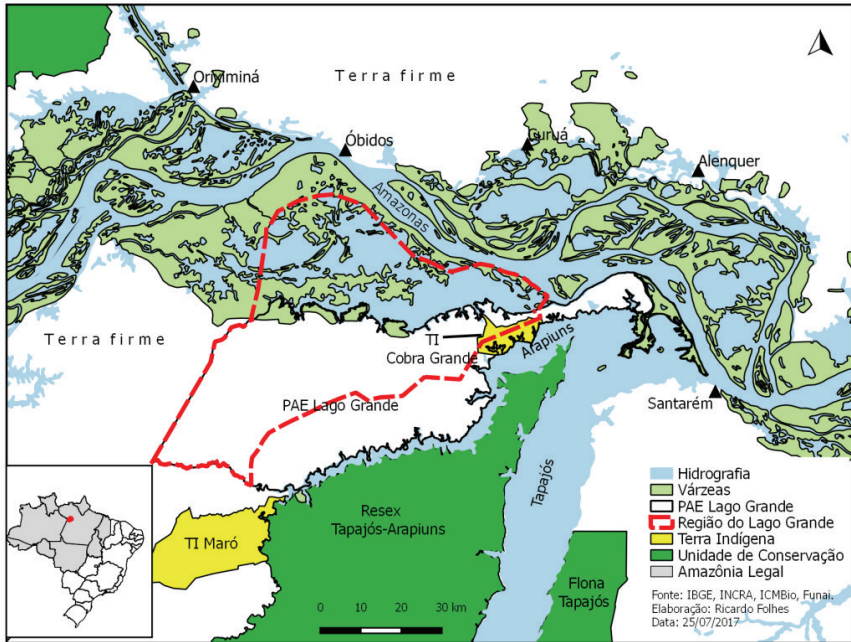 Oriximiná
Terra firme
Óbidos
Curuá
Alenquer
Amazonas
Terra firme
TI
Cobra Grande
Arapiuns
PAE Lago Grande
Santarém
Tapajós
Resex
Tapajós-Arapiuns
TI Maró
Flona
Tapajós
Hidrografia
Várzeas
PAE Lago Grande
Região do Lago Grande
Terra Indígena
Unidade de Conservação
Amazônia Legal
Fonte: IBGE, INCRA, ICMBio, Funai.
Elaboração: Ricardo Folhes
Data: 25/07/2017
0 10 20 30 km